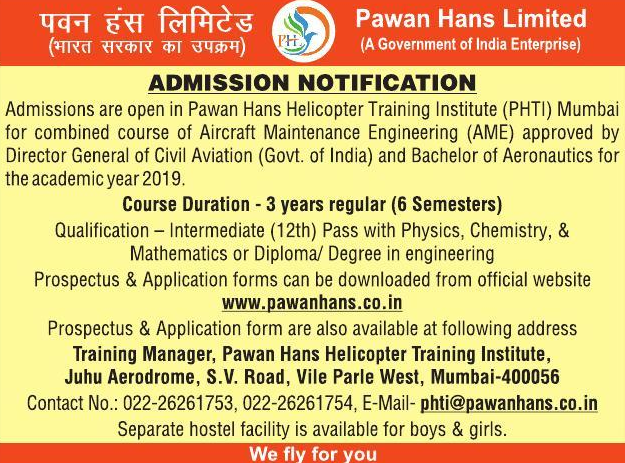 पवन हंस लिमिटेड
(भारत सरकार का उपक्रम)
PHL
Pawan Hans Limited
(A Government of India Enterprise)
ADMISSION NOTIFICATION
Admissions are open in Pawan Hans Helicopter Training Institute (PHTI) Mumbai
for combined course of Aircraft Maintenance Engineering (AME) approved by
Director General of Civil Aviation (Govt. of India) and Bachelor of Aeronautics for
the academic year 2019.
Course Duration - 3 years regular (6 Semesters)
Qualification – Intermediate (12th) Pass with Physics, Chemistry, &
Mathematics or Diploma/ Degree in engineering
Prospectus & Application forms can be downloaded from official website
www.pawanhans.co.in
Prospectus & Application form are also available at following address
Training Manager, Pawan Hans Helicopter Training Institute,
Juhu Aerodrome, S.V. Road, Vile Parle West, Mumbai-400056
Contact No.: 022-26261753, 022-26261754, E-Mail- phti@pawanhans.co.in
Separate hostel facility is available for boys & girls.
We fly for you